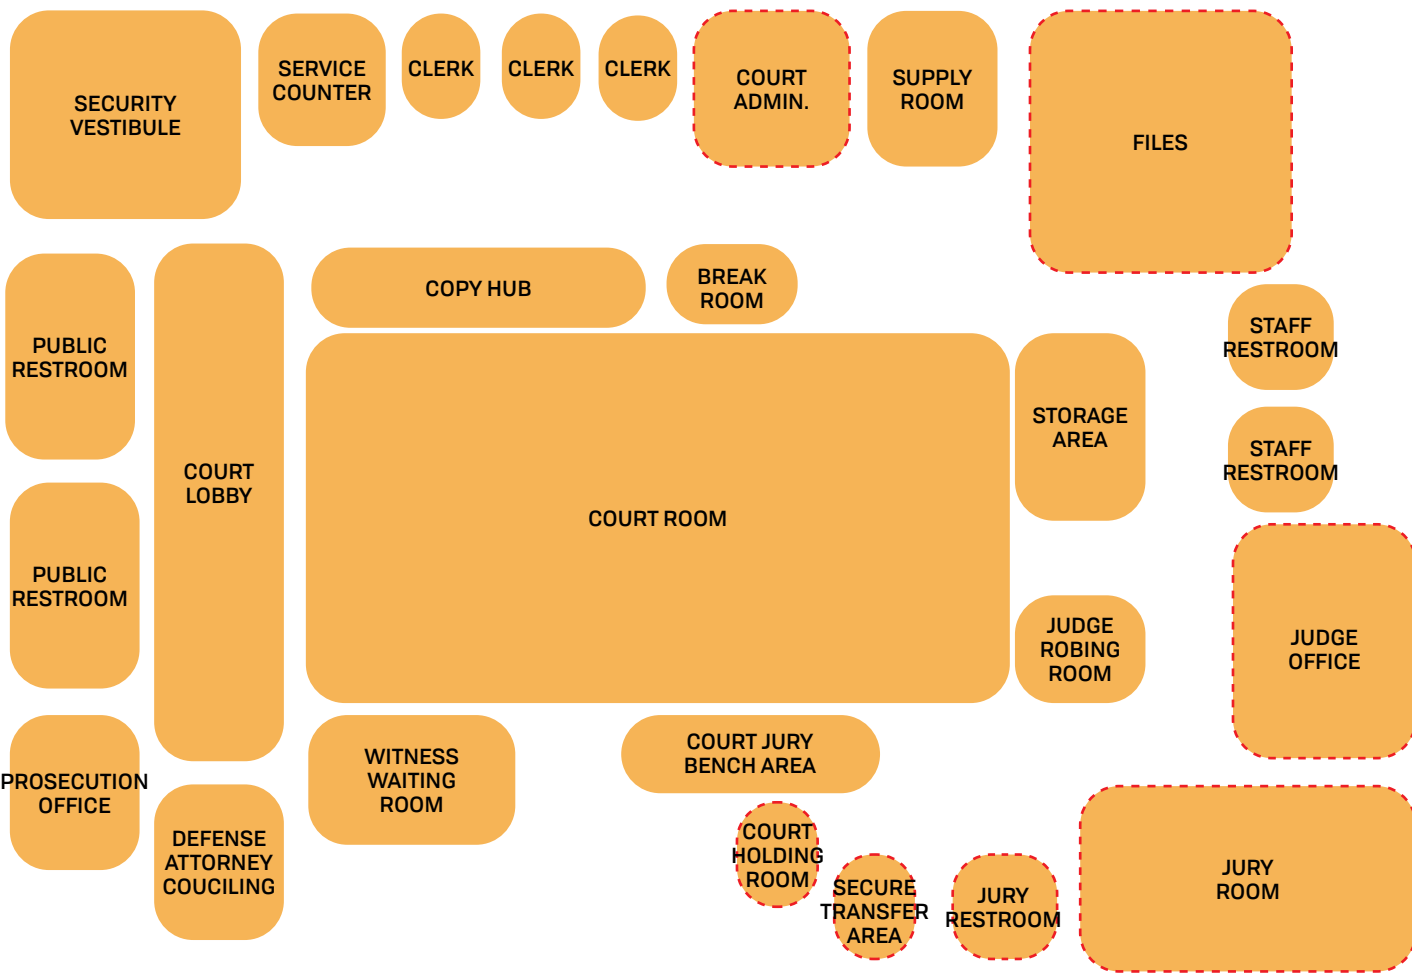 SECURITY
VESTIBULE
SERVICE
COUNTER
CLERK
CLERK
CLERK
COURT
ADMIN.
SUPPLY
ROOM
FILES
COPY HUB
BREAK
ROOM
PUBLIC
RESTROOM
COURT
LOBBY
COURT ROOM
STORAGE
AREA
STAFF
RESTROOM
STAFF
RESTROOM
PUBLIC
RESTROOM
JUDGE
ROBING
ROOM
JUDGE
OFFICE
PROSECUTION
OFFICE
DEFENSE
ATTORNEY
COUCILING
WITNESS
WAITING
ROOM
COURT JURY
BENCH AREA
COURT
HOLDING
ROOM
SECURE
TRANSFER
AREA
JURY
RESTROOM
JURY
ROOM